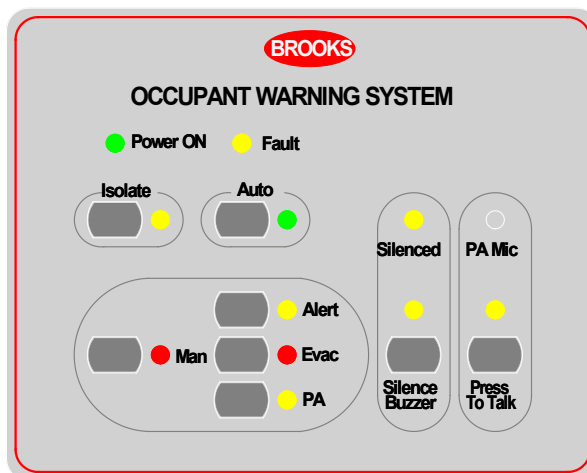 BROOKS
OCCUPANT WARNING SYSTEM
Power ON
Fault
Isolate
Auto
Silenced
PA Mic
Alert
Man
Evac
PA
Silence
Buzzer
Press
To Talk